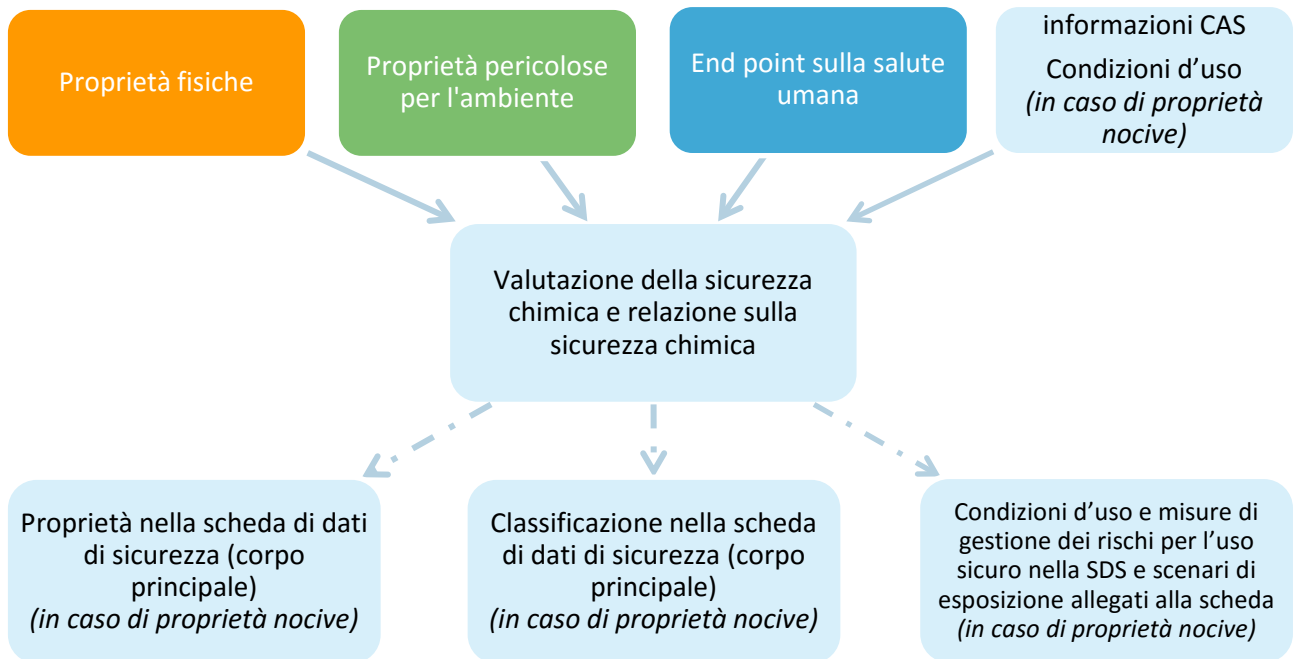 Proprietà fisiche
Proprietà pericolose
per l'ambiente
End point sulla salute
umana
informazioni CAS
Condizioni d’uso
(in caso di proprietà
nocive)
Valutazione della sicurezza
chimica e relazione sulla
sicurezza chimica
Proprietà nella scheda di dati
di sicurezza (corpo
principale)
(in caso di proprietà nocive)
Classificazione nella scheda
di dati di sicurezza (corpo
principale)
(in caso di proprietà nocive)
Condizioni d’uso e misure di
gestione dei rischi per l’uso
sicuro nella SDS e scenari di
esposizione allegati alla scheda
(in caso di proprietà nocive)